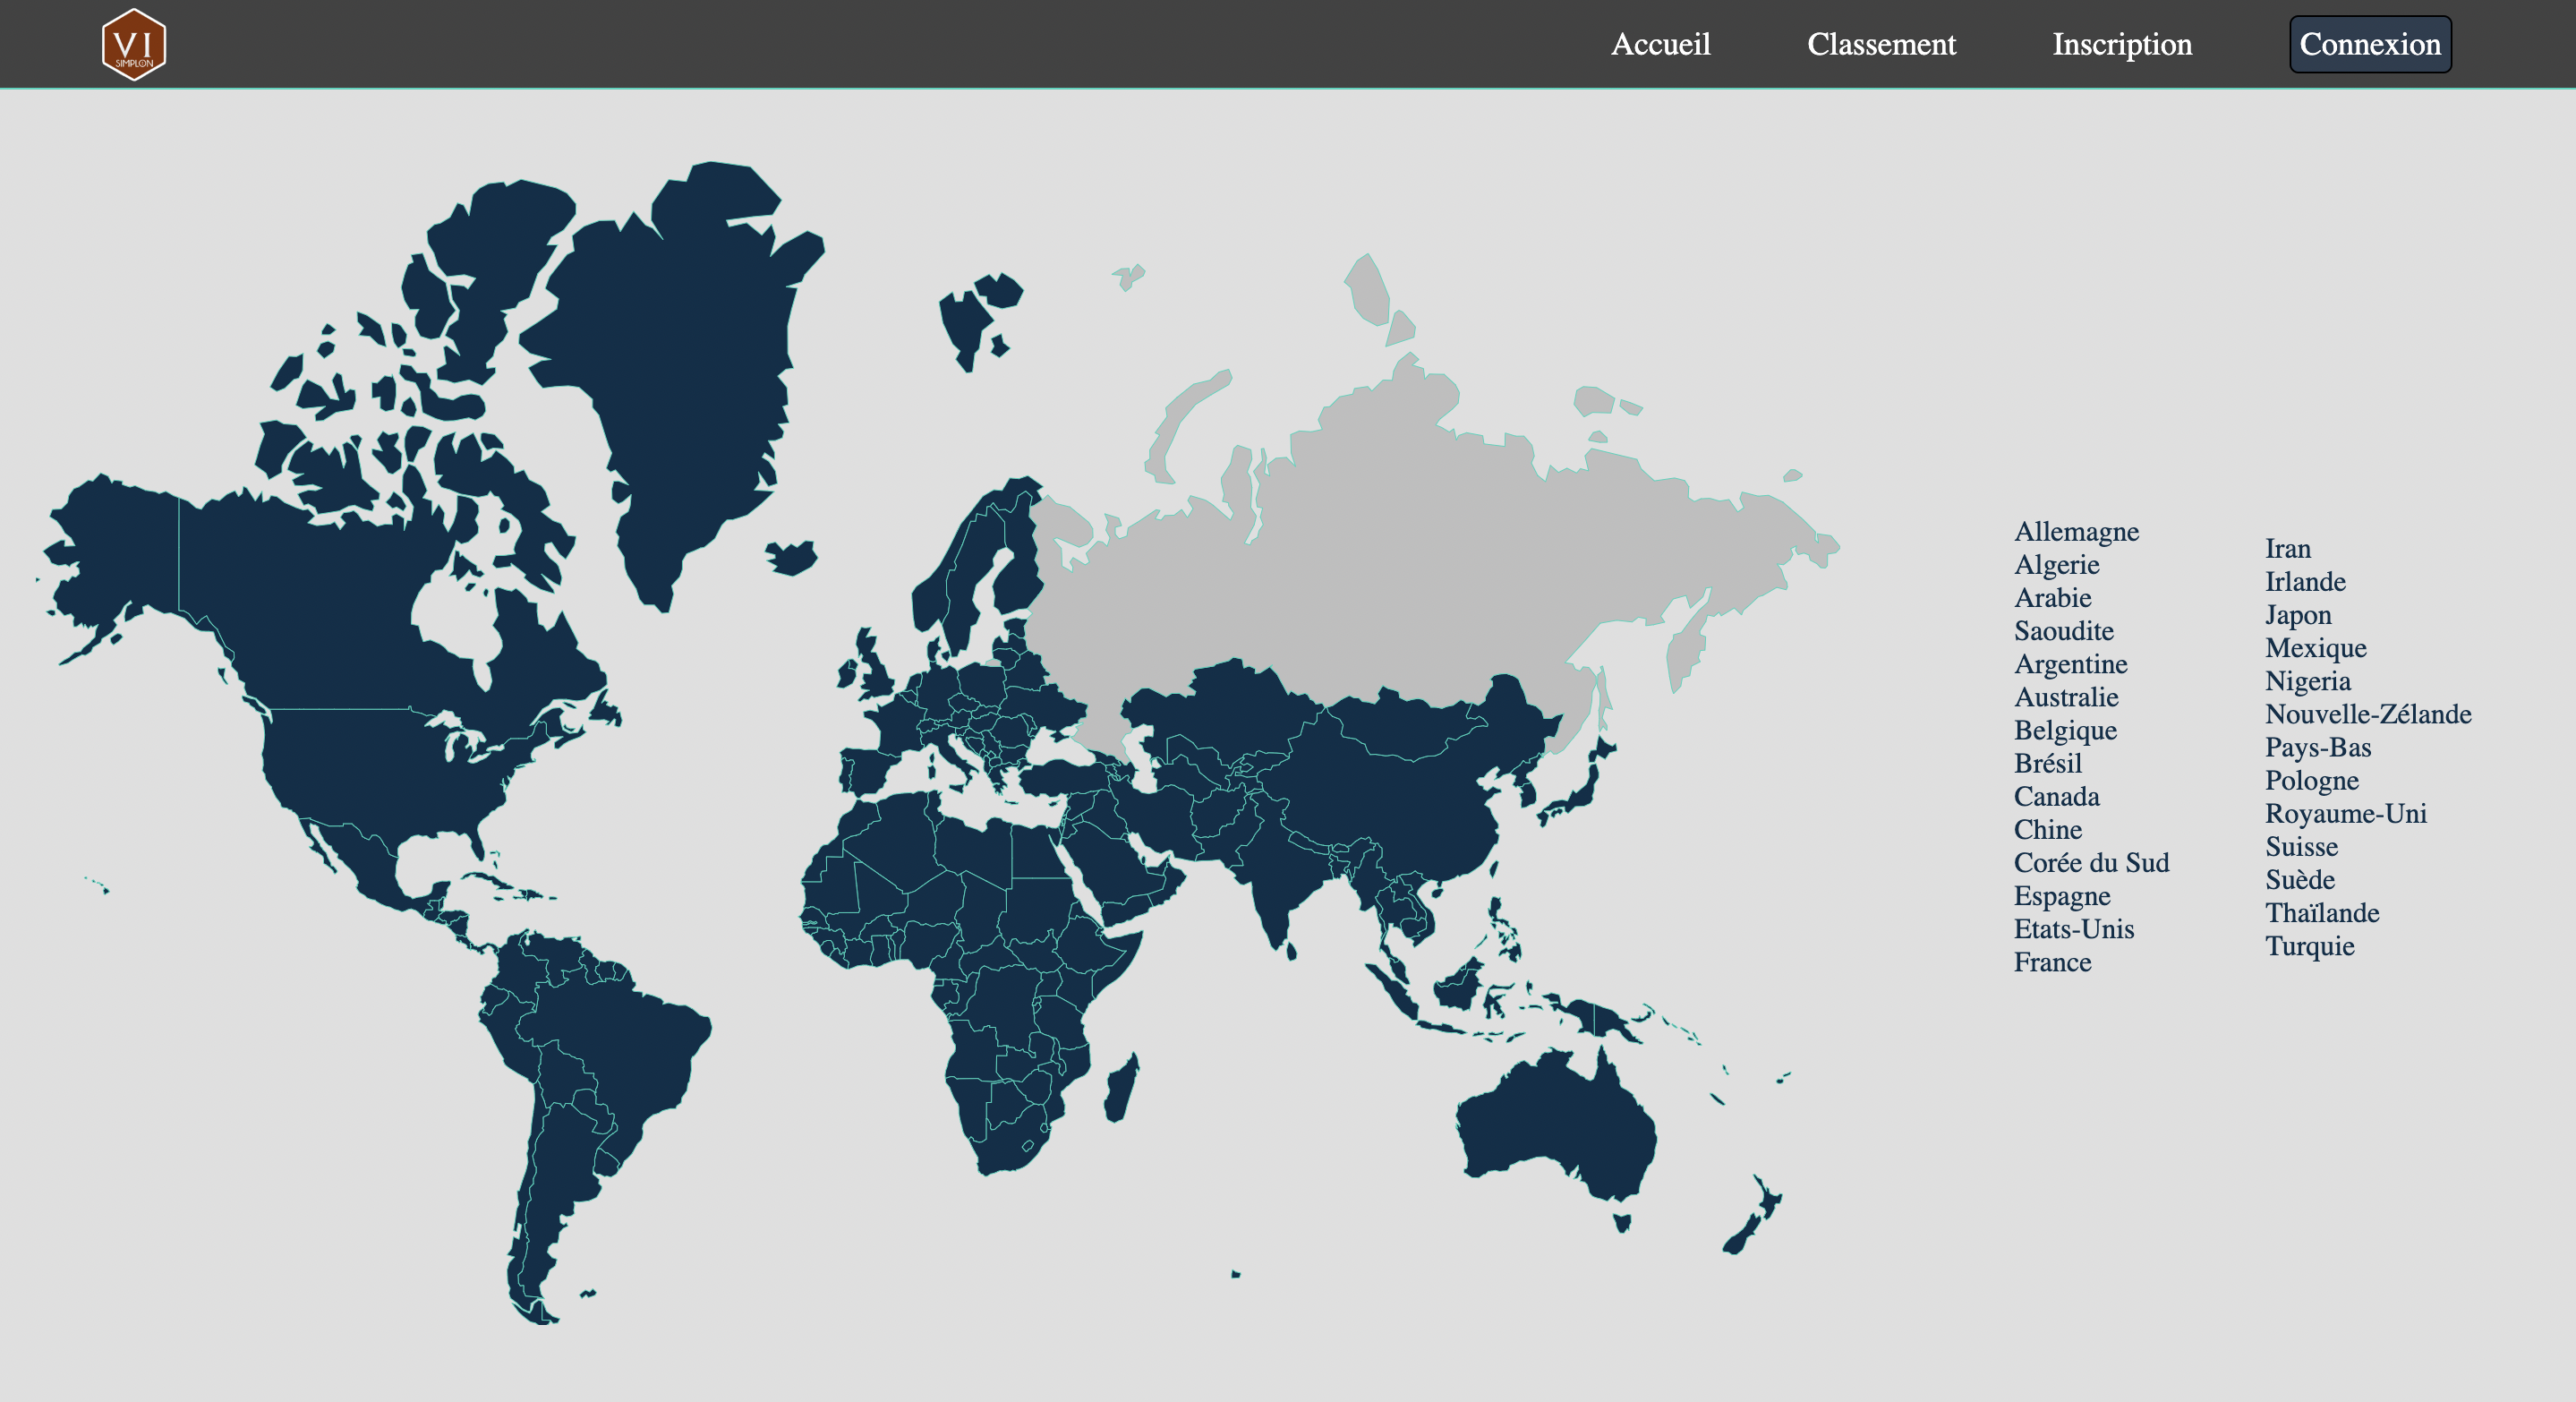 VI
SIMPLON
Accueil
Classement
Inscription
Connexion
Allemagne
Algerie
Arabie
Saoudite
Argentine
Australie
Belgique
Brésil
Canada
Chine
Corée du Sud
Espagne
Etats-Unis
France
Iran
Irlande
Japon
Mexique
Nigeria
Nouvelle-Zélande
Pays-Bas
Pologne
Royaume-Uni
Suisse
Suède
Thaïlande
Turquie